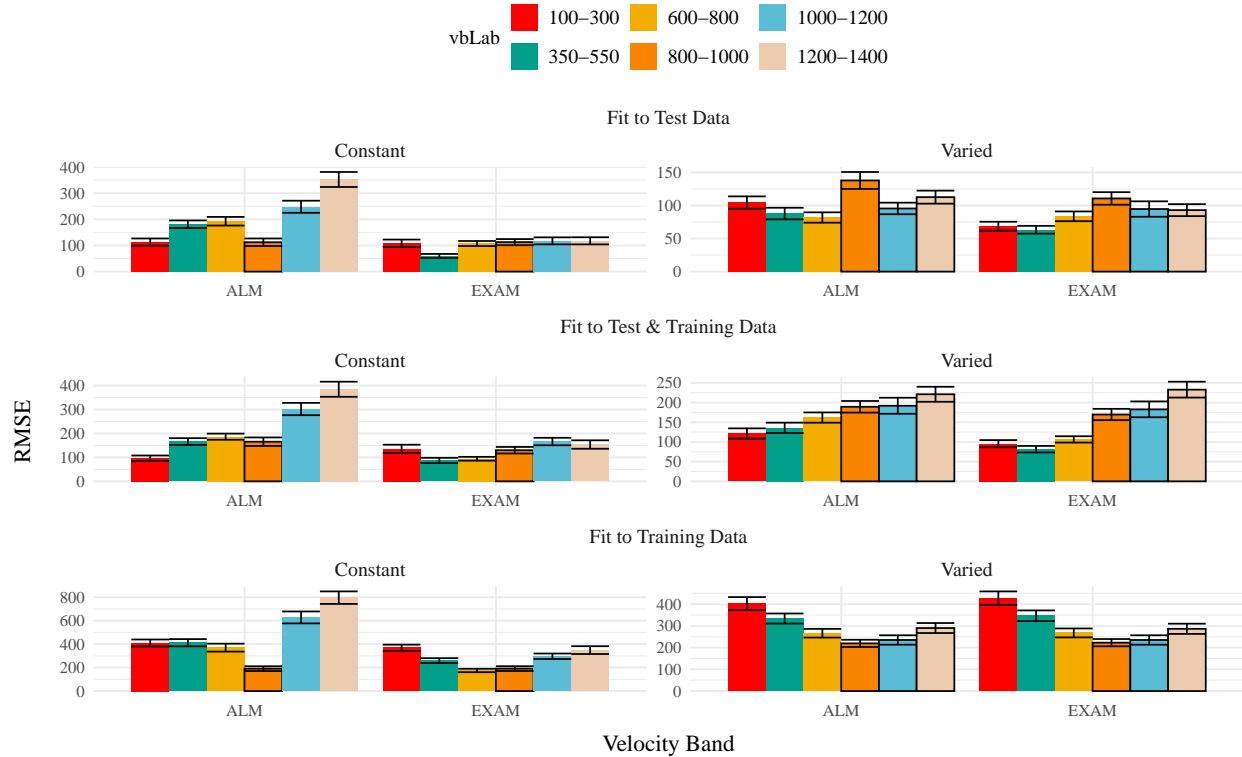 vbLab
100−300 600−800 1000−1200
350−550 800−1000 1200−1400
Fit to Test Data
Constant Varied
400
300
200
100
0
150
100
50
0
ALM EXAM ALM EXAM
Fit to Test & Training Data
Constant Varied
400
300
200
100
0
250
200
150
100
50
0
ALM EXAM ALM EXAM
Fit to Training Data
Constant Varied
800
600
400
200
0
400
300
200
100
0
ALM EXAM ALM EXAM
RMSE
Velocity Band